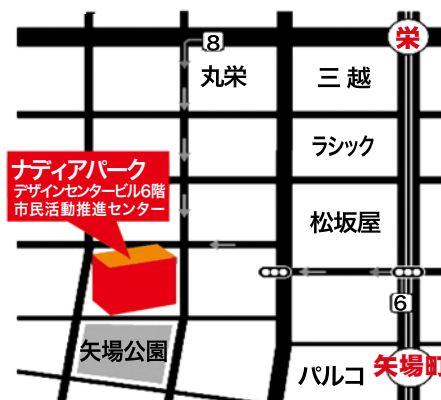 栄
8
丸栄
三越
ラシック
ナディアパーク
デザインセンタービル6階
市民活動推進センター
松坂屋
6
矢場公園
パルコ
矢場町